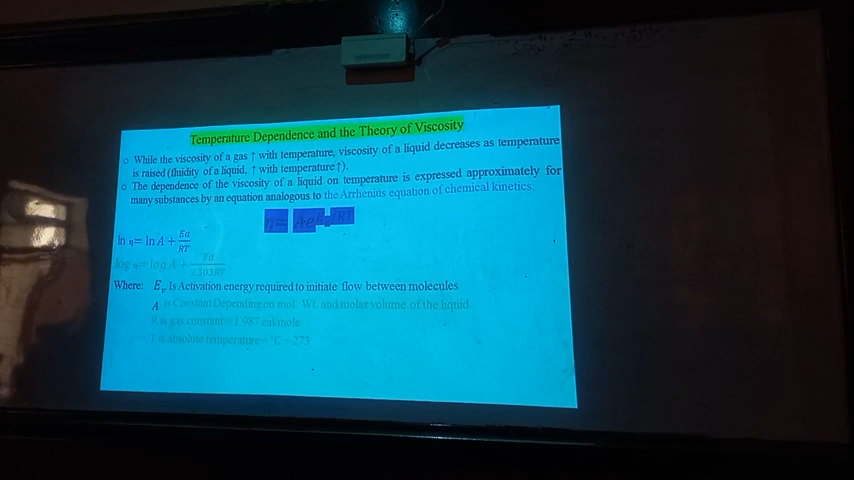 Temperature Dependence and the Theory of Viscosity
○ While the viscosity of a gas ↑ with temperature, viscosity of a liquid decreases as temperature
is raised (fluidity of a liquid, ↑ with temperature↑).
○ The dependence of the viscosity of a liquid on temperature is expressed approximately for
many substances by an equation analogous to the Arrhenius equation of chemical kinetics:
η= Ae^Ev/RT
ln η= ln A + Ea/RT
log η= log A + Ea/2.303RT
Where: Ev Is Activation energy required to initiate flow between molecules
A is Constant Depending on mol. Wt. and molar volume of the liquid
R is gas constant = 1.987 cal/mole
T is absolute temperature = °C + 273